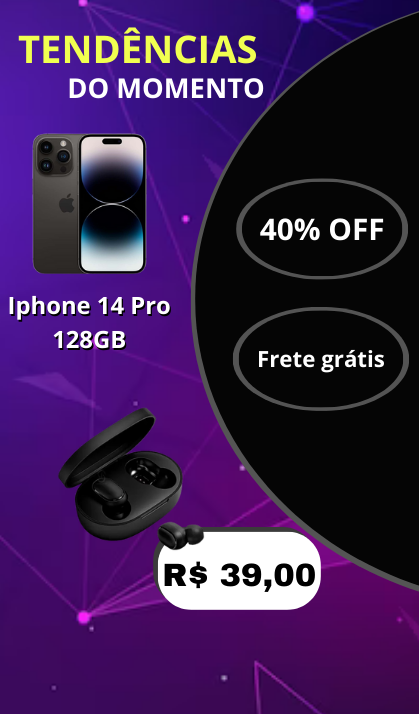 TENDÊNCIAS
DO MOMENTO
40% OFF
Iphone 14 Pro
128GB
Frete grátis
R$ 39,00